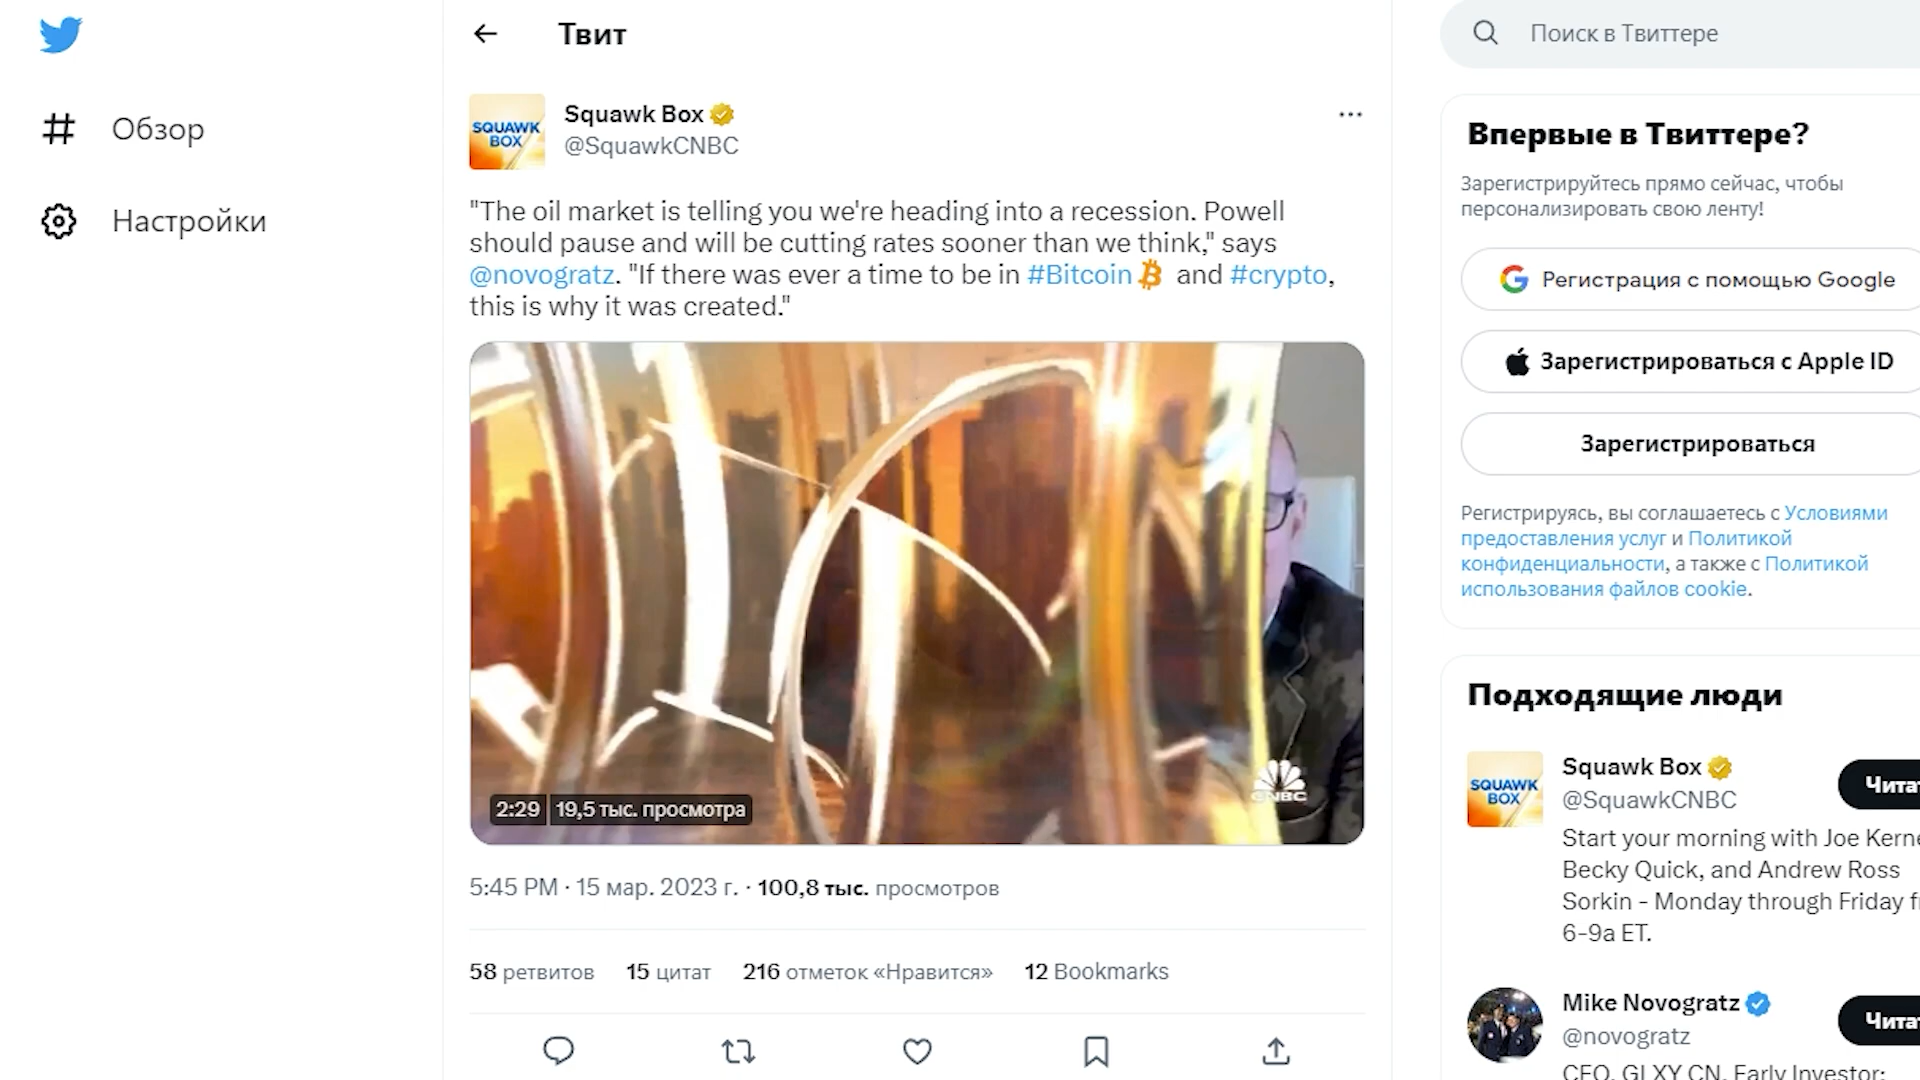 Твит
Поиск в Твиттере
Обзор
Настройки
SQUAWK
BOX
Squawk Box
@SquawkCNBC
"The oil market is telling you we're heading into a recession. Powell
should pause and will be cutting rates sooner than we think," says
@novogratz. "If there was ever a time to be in #Bitcoin and #crypto,
this is why it was created."
CNBC
2:29 19,5 тыс. просмотра
5:45 PM · 15 мар. 2023 г. · 100,8 тыс. просмотров
58 ретвитов 15 цитат 216 отметок «Нравится» 12 Bookmarks
Впервые в Твиттере?
Зарегистрируйтесь прямо сейчас, чтобы
персонализировать свою ленту!
Регистрация с помощью Google
Зарегистрироваться с Apple ID
Зарегистрироваться
Регистрируясь, вы соглашаетесь с Условиями
предоставления услуг и Политикой
конфиденциальности, а также с Политикой
использования файлов cookie.
Подходящие люди
SQUAWK
BOX
Squawk Box
@SquawkCNBC
Чита
Start your morning with Joe Kerne
Becky Quick, and Andrew Ross
Sorkin - Monday through Friday f
6-9a ET.
Mike Novogratz
@novogratz
Чита
CEO, GLXY CN. Early Investor: